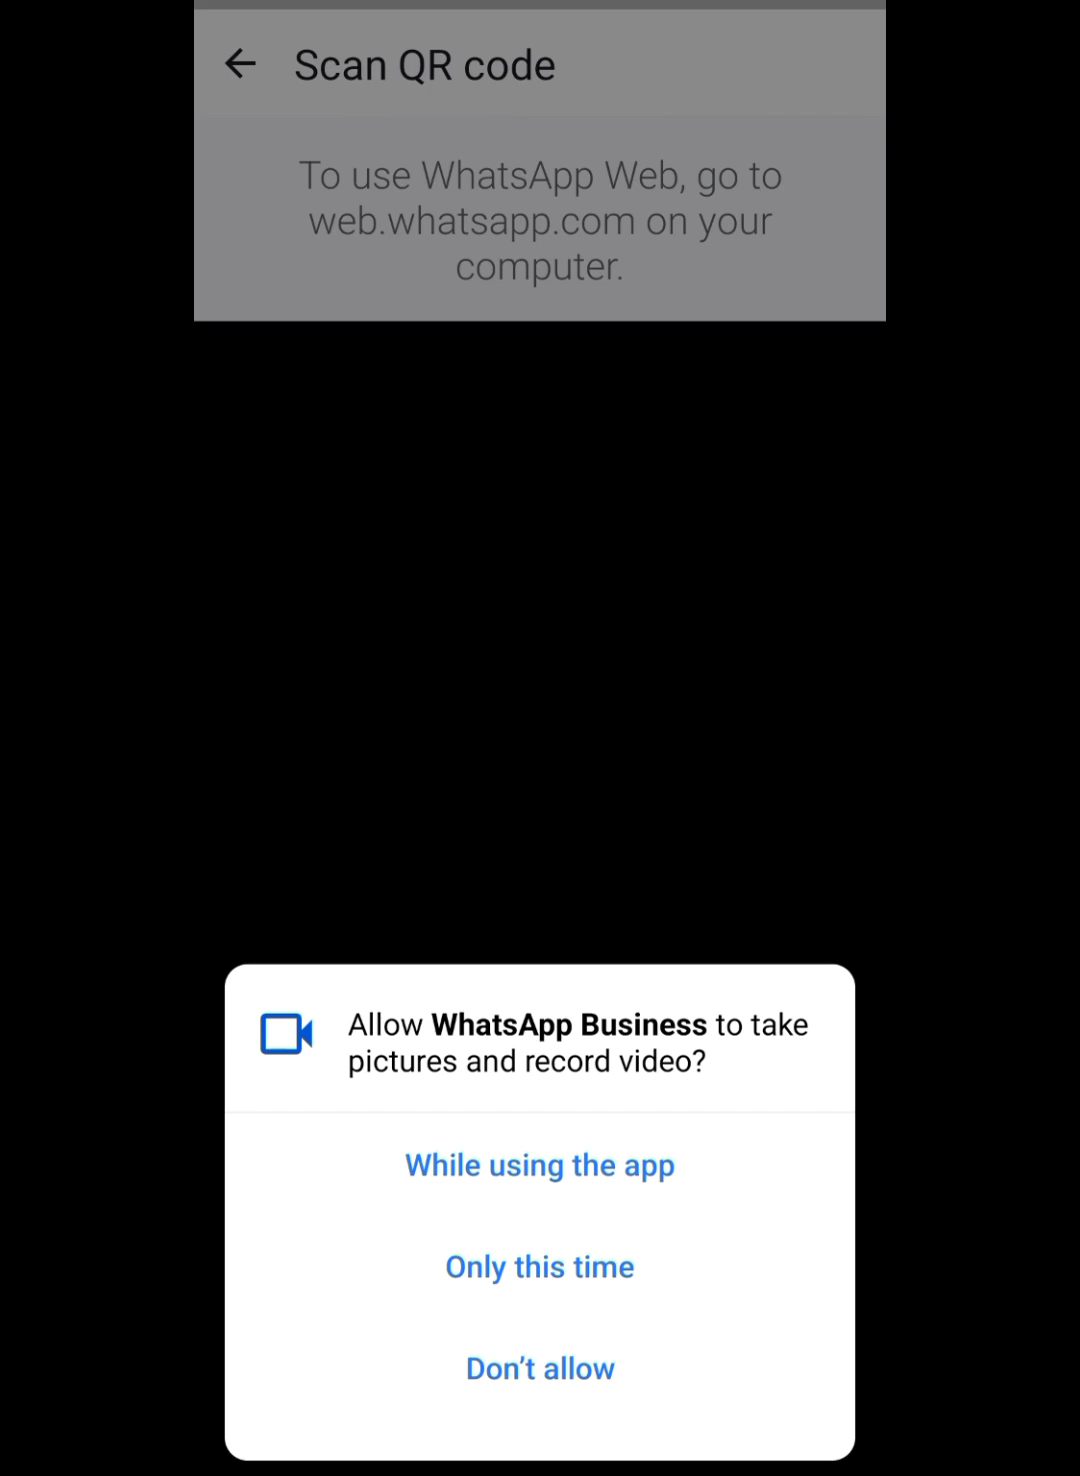 Scan QR code
To use WhatsApp Web, go to
web.whatsapp.com on your
computer.
Allow WhatsApp Business to take
pictures and record video?
While using the app
Only this time
Don’t allow